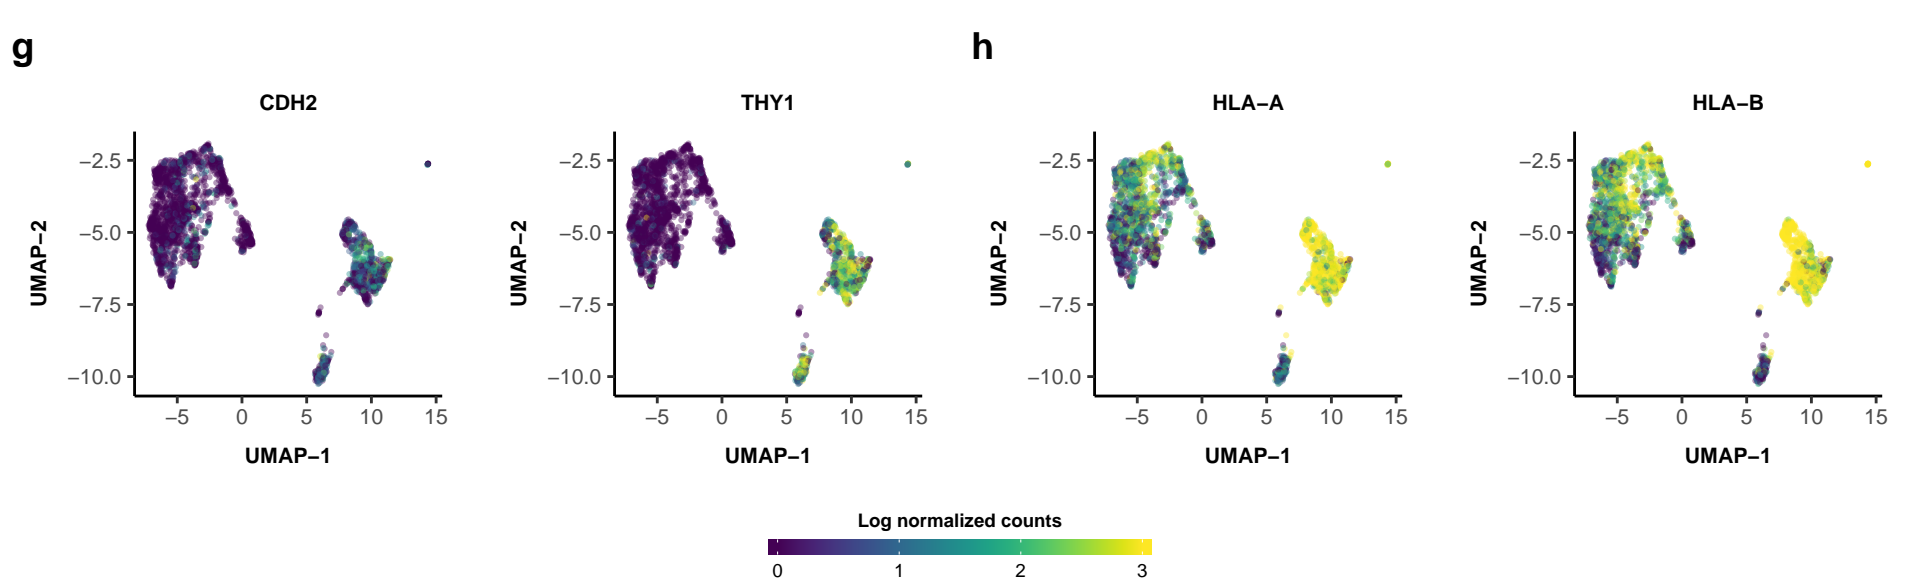 g
h
CDH2
THY1
HLA−A
HLA−B
−2.5
−5.0
−7.5
−10.0
−5 0 5 10 15
UMAP−1
UMAP−2
−2.5
−5.0
−7.5
−10.0
−5 0 5 10 15
UMAP−1
UMAP−2
−2.5
−5.0
−7.5
−10.0
−5 0 5 10 15
UMAP−1
UMAP−2
−2.5
−5.0
−7.5
−10.0
−5 0 5 10 15
UMAP−1
UMAP−2
Log normalized counts
0 1 2 3